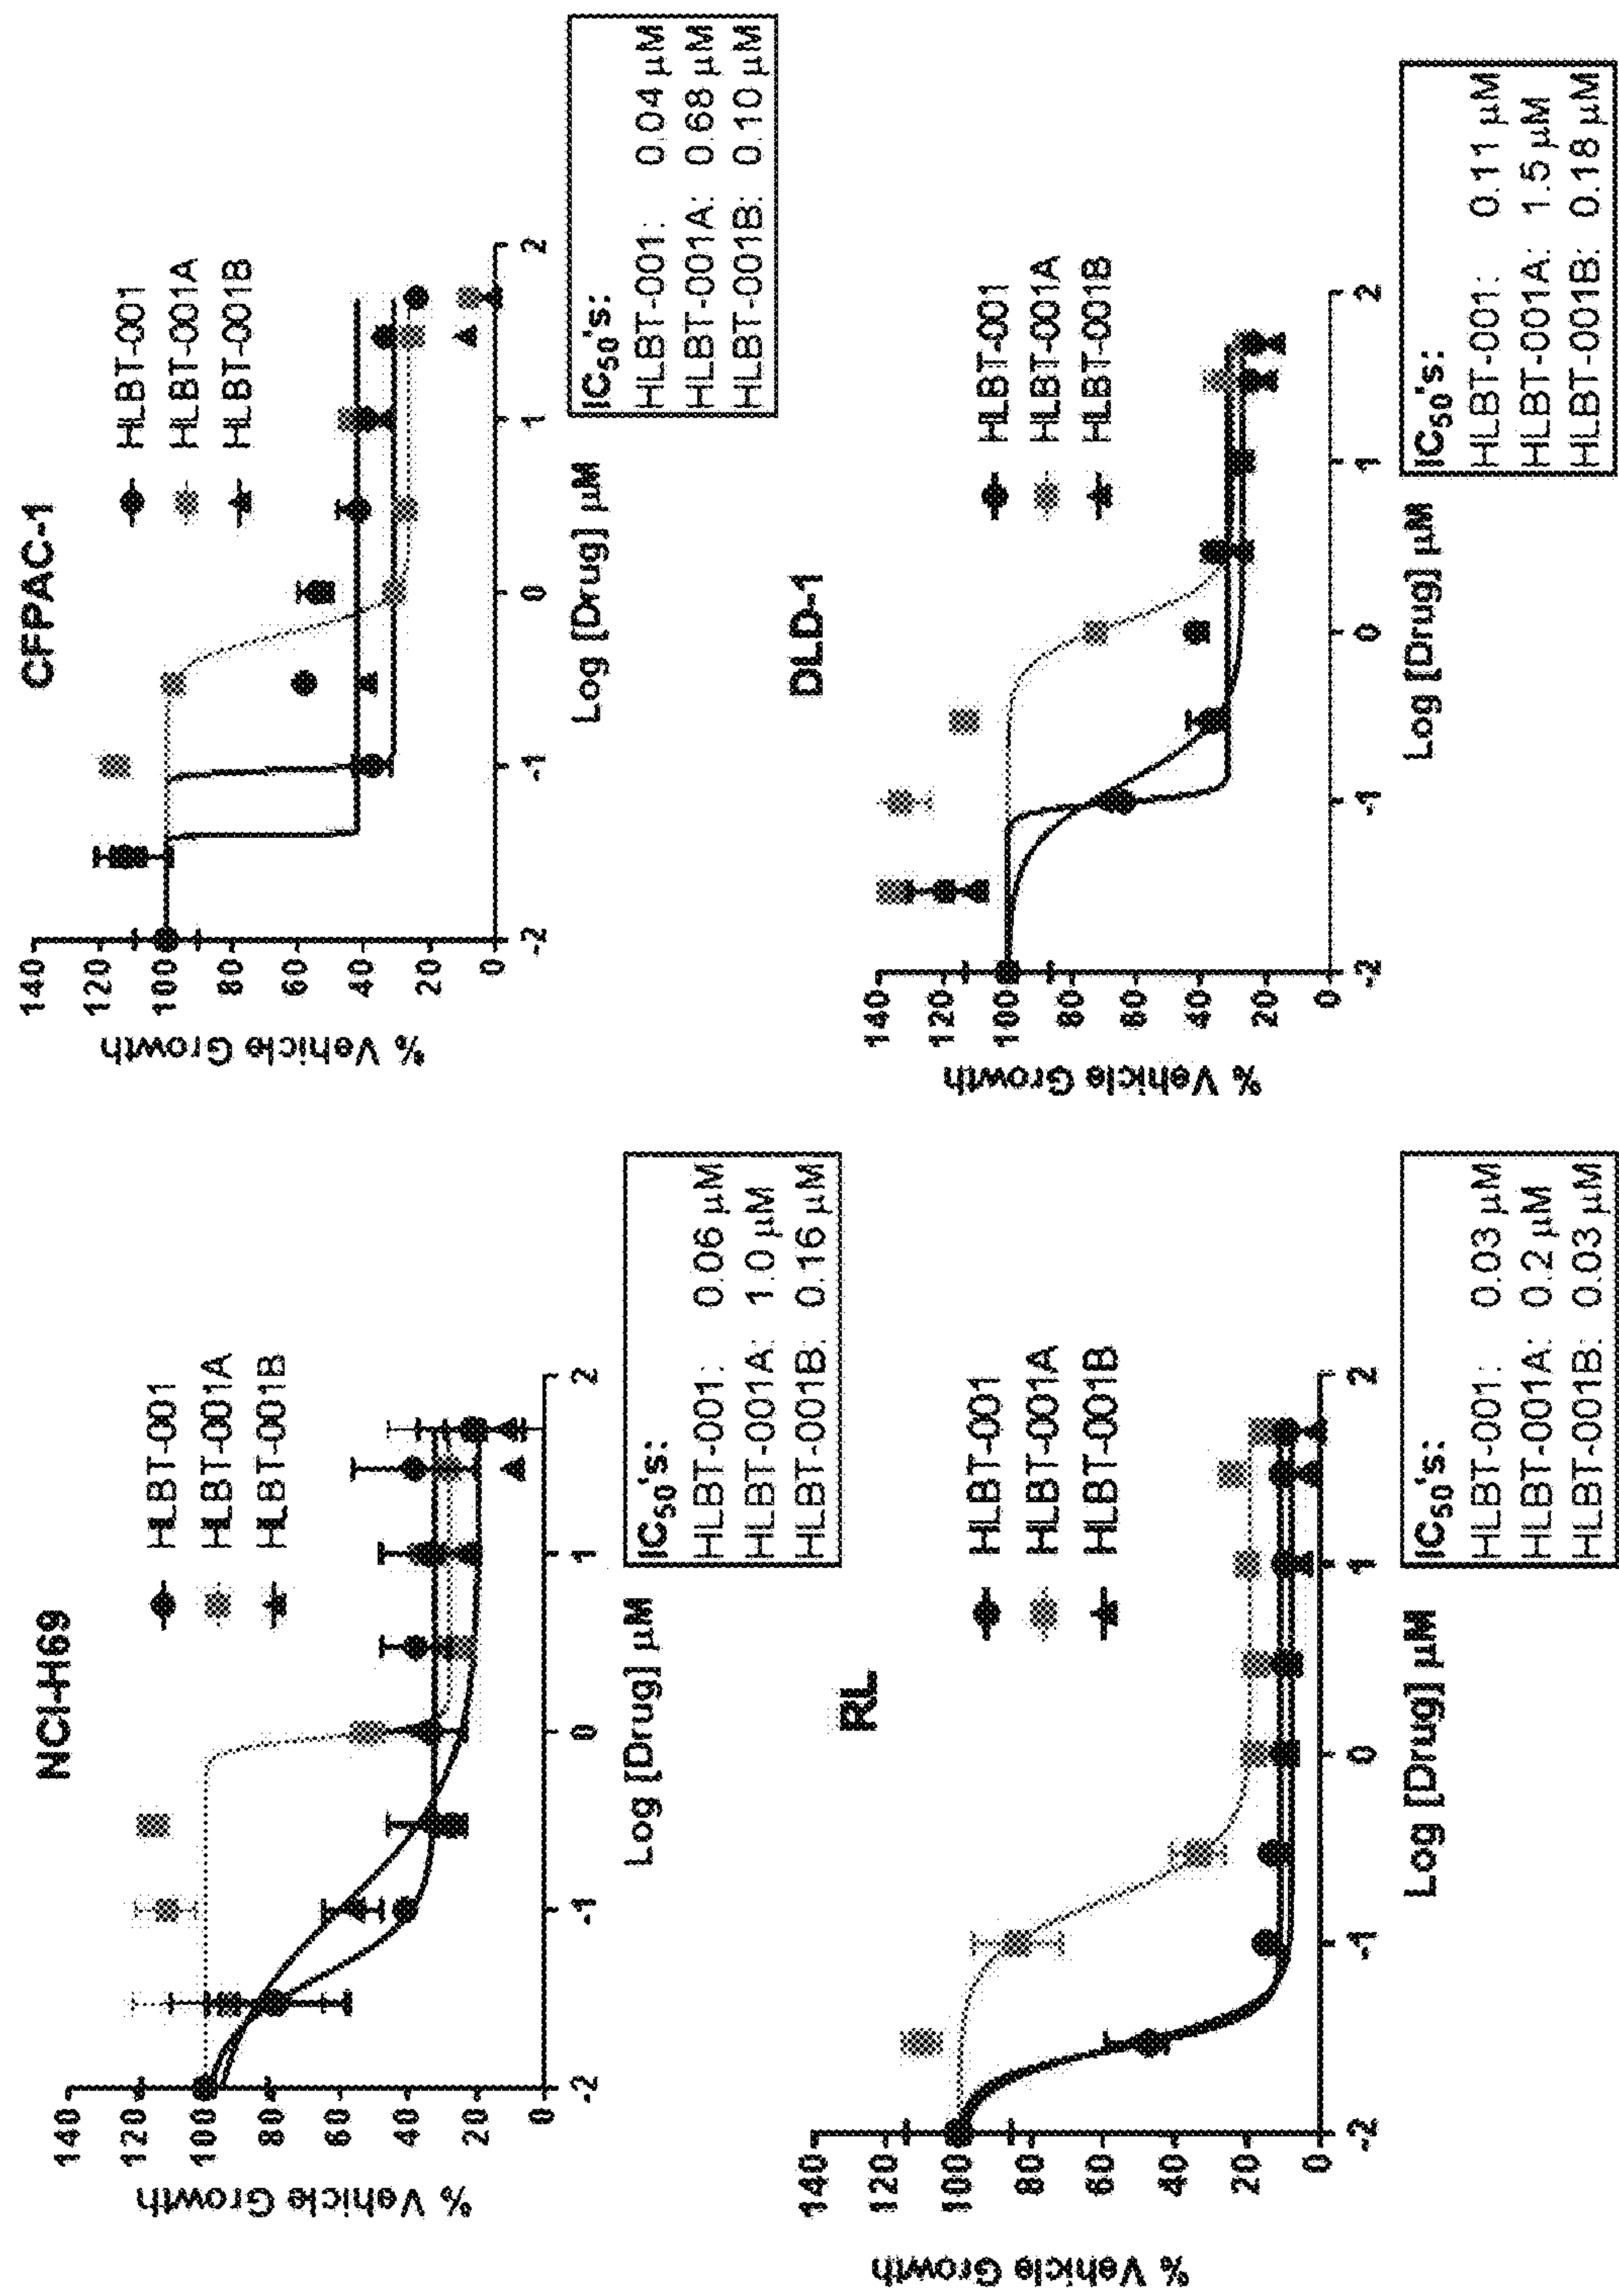 NCI-H69
% Vehicle Growth
140
120
100
80
60
40
20
0
-2
-1
0
1
2
Log [Drug] µM
HLBT-001
HLBT-001A
HLBT-001B
IC50's:
HLBT-001: 0.06 µM
HLBT-001A: 1.0 µM
HLBT-001B: 0.16 µM
CFPAC-1
% Vehicle Growth
140
120
100
80
60
40
20
0
-2
-1
0
1
2
Log [Drug] µM
HLBT-001
HLBT-001A
HLBT-001B
IC50's:
HLBT-001: 0.04 µM
HLBT-001A: 0.68 µM
HLBT-001B: 0.10 µM
RL
% Vehicle Growth
140
120
100
80
60
40
20
0
-2
-1
0
1
2
Log [Drug] µM
HLBT-001
HLBT-001A
HLBT-001B
IC50's:
HLBT-001: 0.03 µM
HLBT-001A: 0.2 µM
HLBT-001B: 0.03 µM
DLD-1
% Vehicle Growth
140
120
100
80
60
40
20
0
-2
-1
0
1
2
Log [Drug] µM
HLBT-001
HLBT-001A
HLBT-001B
IC50's:
HLBT-001: 0.11 µM
HLBT-001A: 1.5 µM
HLBT-001B: 0.18 µM